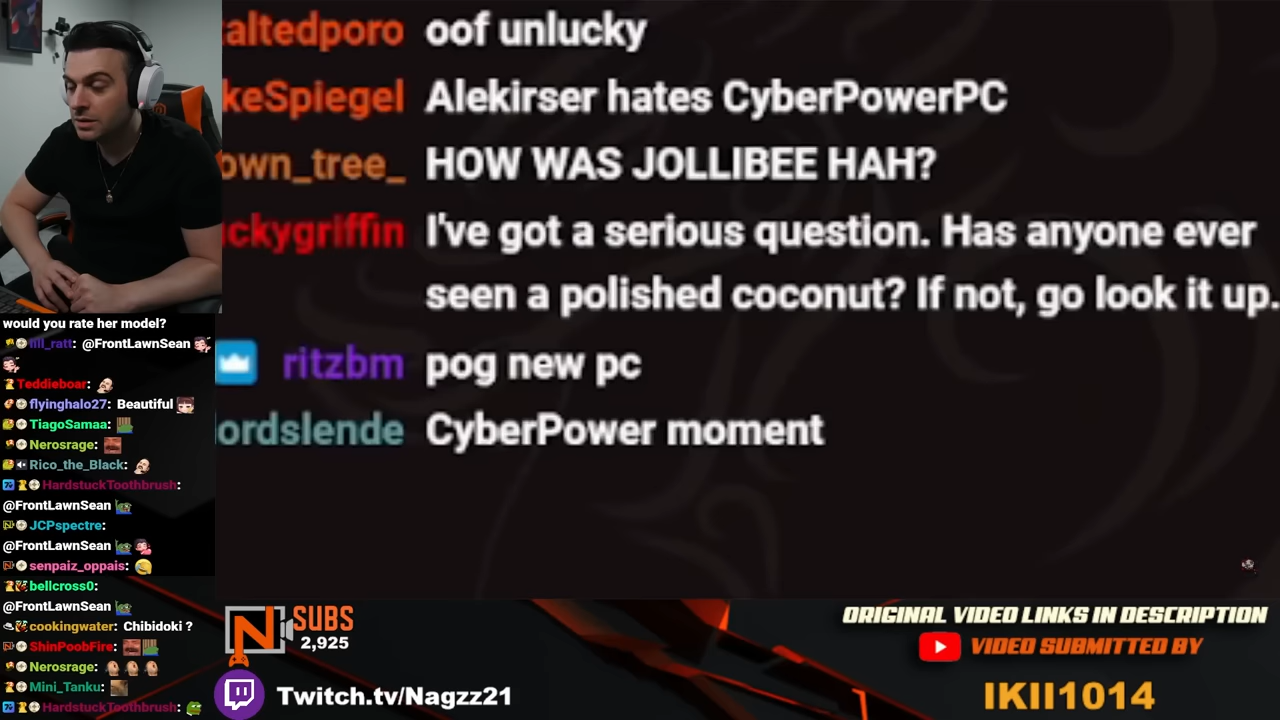 altedporo oof unlucky
keSpiegel Alekirser hates CyberPowerPC
own_tree_ HOW WAS JOLLIBEE HAH?
ckygriffin I've got a serious question. Has anyone ever
seen a polished coconut? If not, go look it up.
ritzbm pog new pc
ordslende CyberPower moment
would you rate her model?
lill_ratt: @FrontLawnSean
Teddieboar:
flyinghalo27: Beautiful
TiagoSamaa:
Nerosrage:
Rico_the_Black:
HardstuckToothbrush:
@FrontLawnSean
JCPspectre:
@FrontLawnSean
senpaiz_oppais:
bellcross0:
@FrontLawnSean
cookingwater: Chibidoki ?
ShinPoobFire:
Nerosrage:
Mini_Tanku:
HardstuckToothbrush:
N SUBS
2,925
Twitch.tv/Nagzz21
ORIGINAL VIDEO LINKS IN DESCRIPTION
VIDEO SUBMITTED BY
IKII1014